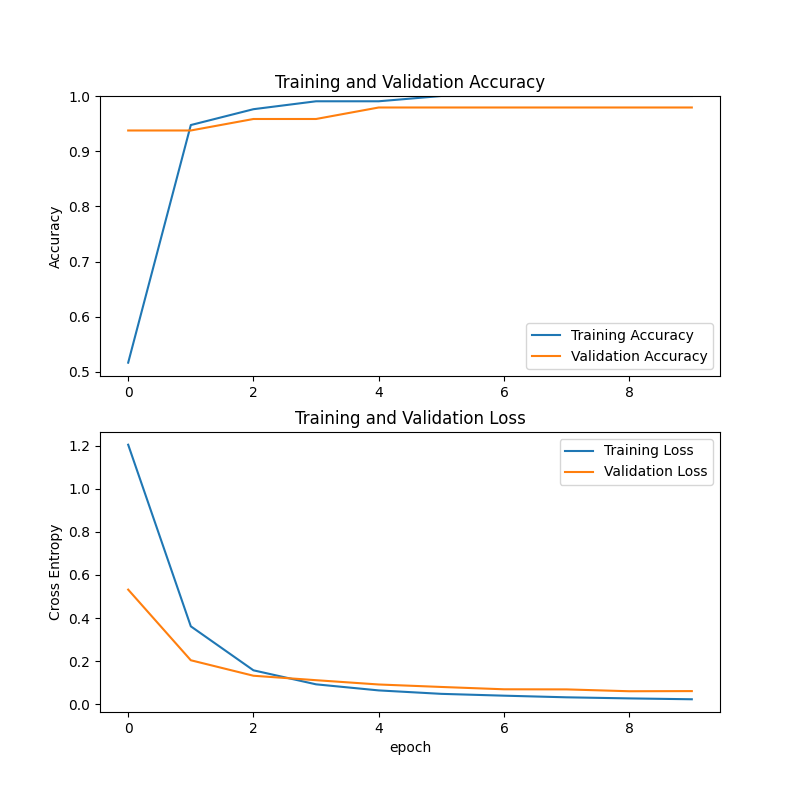 Training and Validation Accuracy
Accuracy
1.0
0.9
0.8
0.7
0.6
0.5
0 2 4 6 8
Training Accuracy
Validation Accuracy
Training and Validation Loss
Cross Entropy
1.2
1.0
0.8
0.6
0.4
0.2
0.0
Training Loss
Validation Loss
0 2 4 6 8
epoch